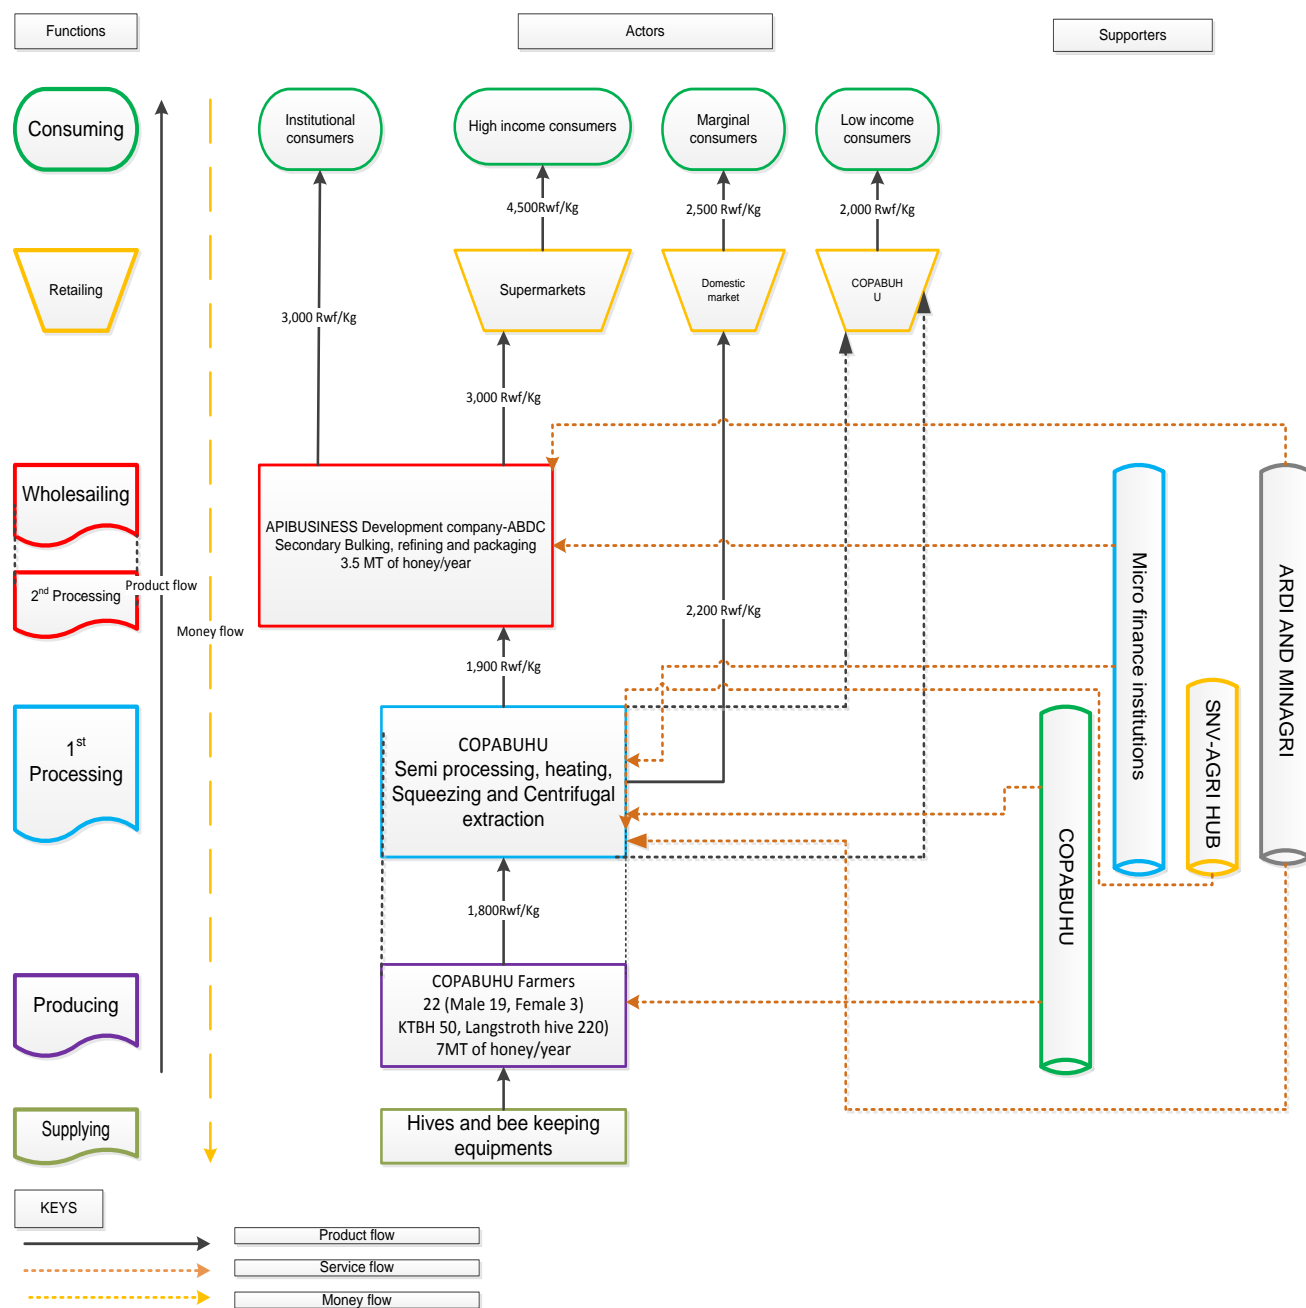 Functions
Actors
Supporters
Consuming
Institutional
consumers
High income consumers
Marginal
consumers
Low income
consumers
4,500Rwf/Kg
2,500 Rwf/Kg
2,000 Rwf/Kg
Retailing
Supermarkets
Domestic
market
COPABUH
U
3,000 Rwf/Kg
3,000 Rwf/Kg
Wholesailing
2nd Processing
Product flow
Money flow
APIBUSINESS Development company-ABDC
Secondary Bulking, refining and packaging
3.5 MT of honey/year
2,200 Rwf/Kg
1,900 Rwf/Kg
Micro finance institutions
ARDI AND MINAGRI
SNV-AGRI HUB
COPABUHU
1st
Processing
COPABUHU
Semi processing, heating,
Squeezing and Centrifugal
extraction
1,800Rwf/Kg
Producing
COPABUHU Farmers
22 (Male 19, Female 3)
KTBH 50, Langstroth hive 220)
7MT of honey/year
Supplying
Hives and bee keeping
equipments
KEYS
Product flow
Service flow
Money flow